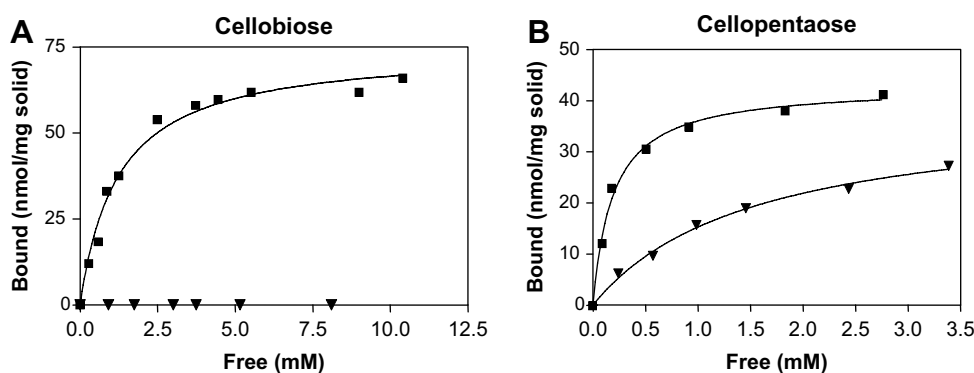 A
Cellobiose
Bound (nmol/mg solid)
75
50
25
0
0.0 2.5 5.0 7.5 10.0 12.5
Free (mM)
B
Cellopentaose
Bound (nmol/mg solid)
50
40
30
20
10
0
0.0 0.5 1.0 1.5 2.0 2.5 3.0 3.5
Free (mM)